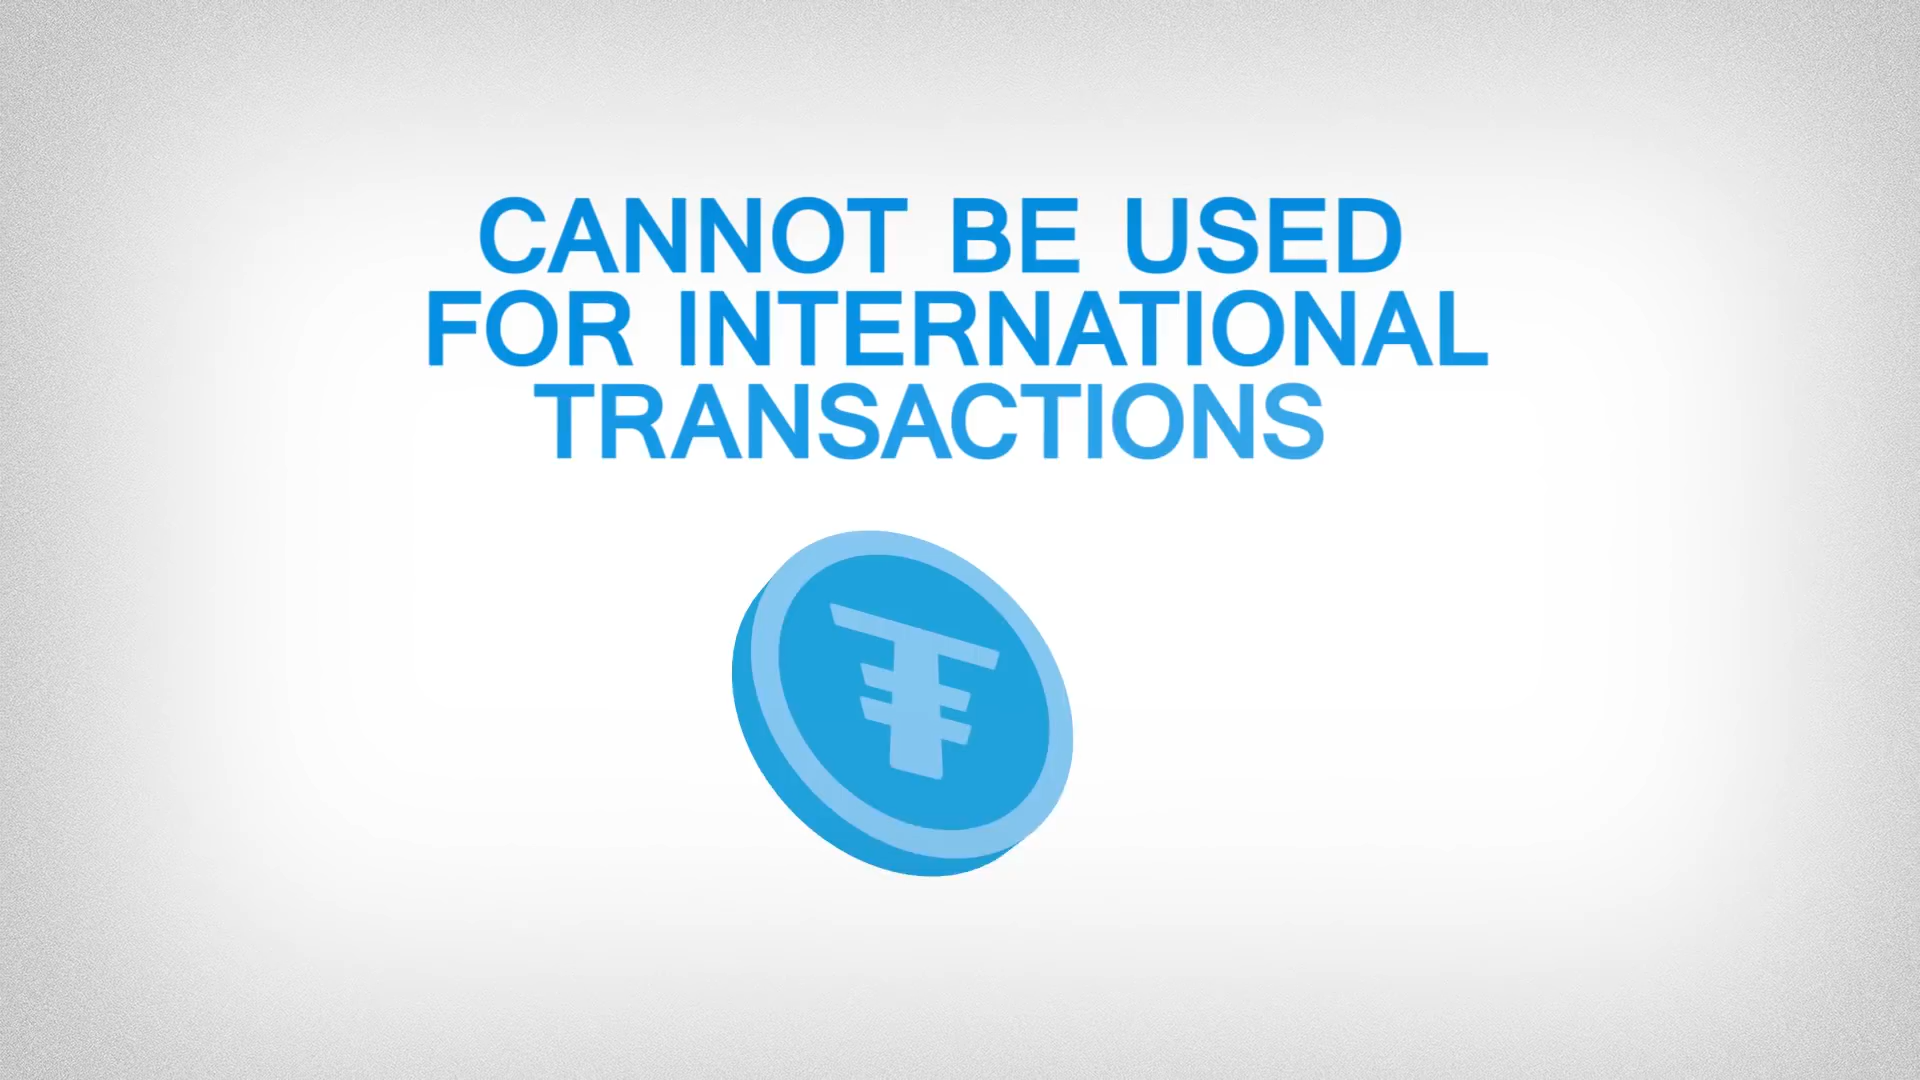 CANNOT BE USED
FOR INTERNATIONAL
TRANSACTIONS
₮